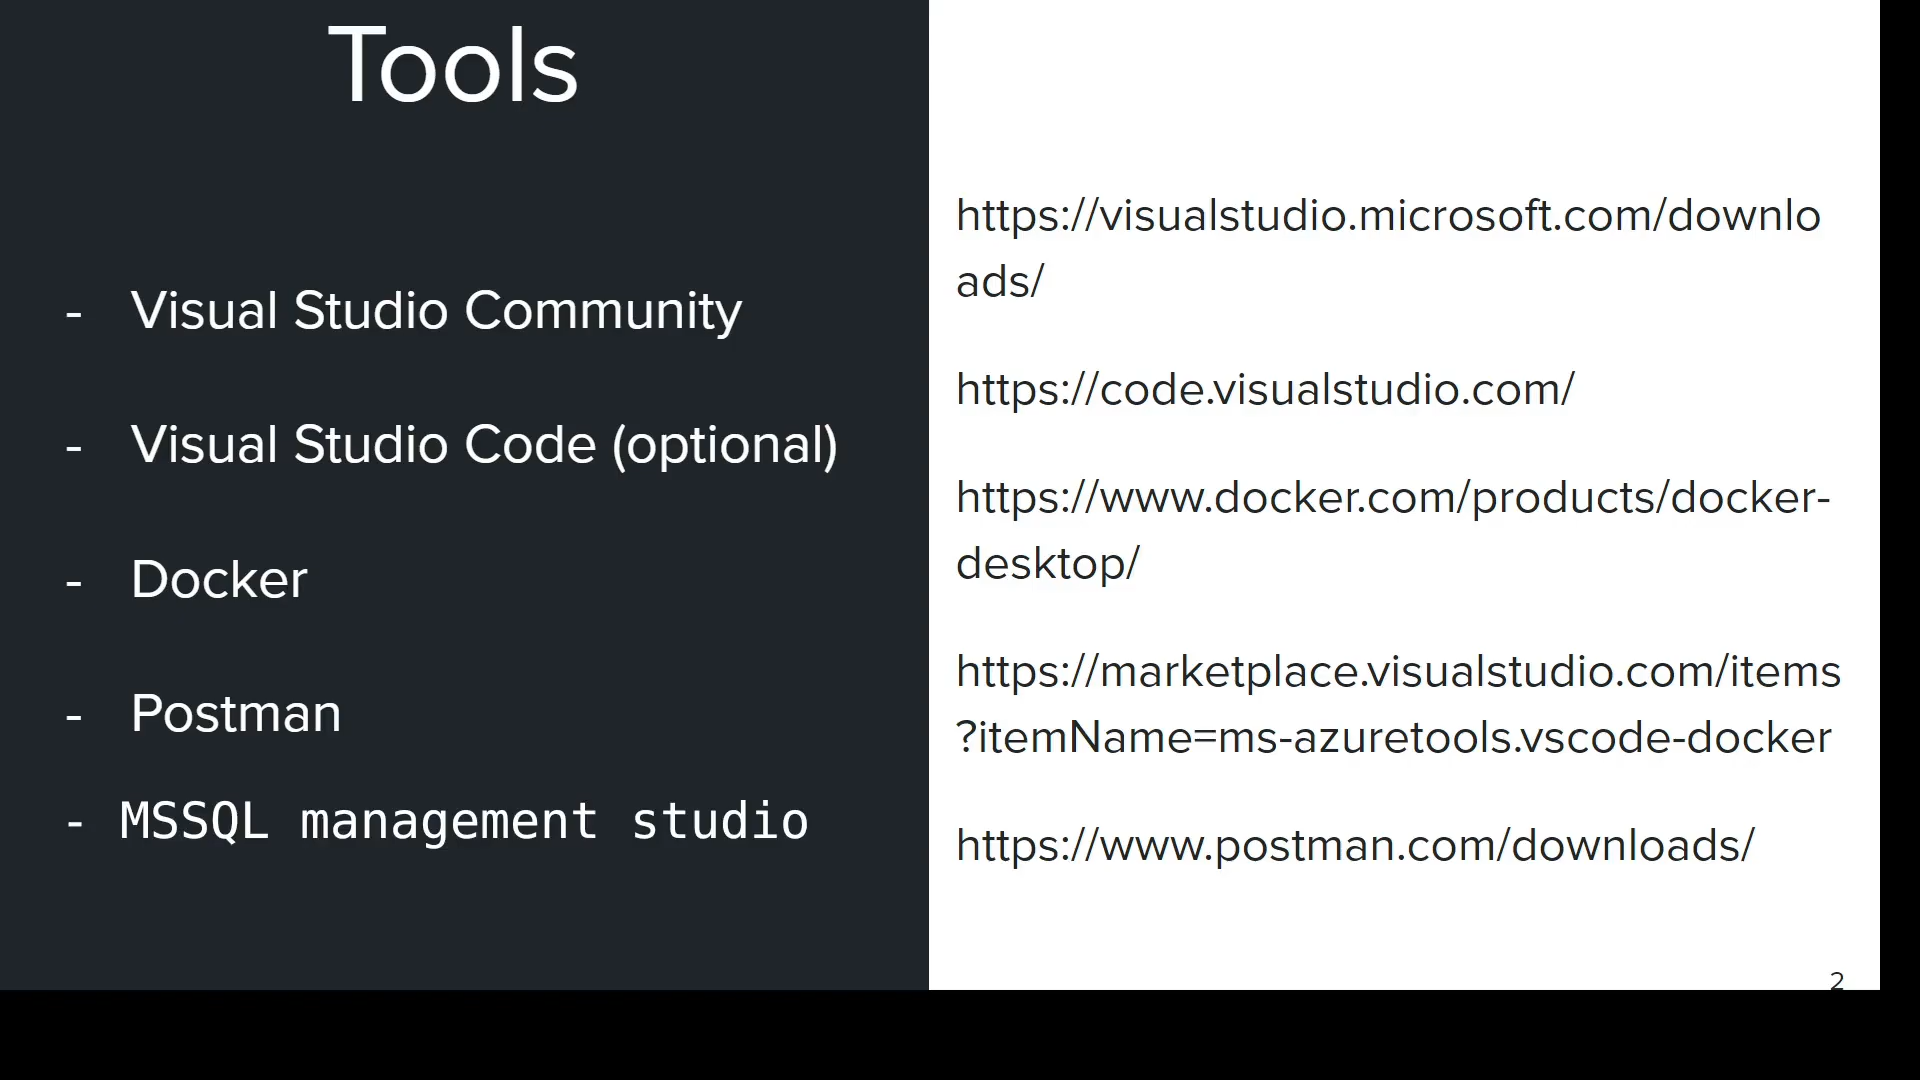 Tools
- Visual Studio Community
- Visual Studio Code (optional)
- Docker
- Postman
- MSSQL management studio
https://visualstudio.microsoft.com/downlo
ads/
https://code.visualstudio.com/
https://www.docker.com/products/docker-
desktop/
https://marketplace.visualstudio.com/items
?itemName=ms-azuretools.vscode-docker
https://www.postman.com/downloads/
2